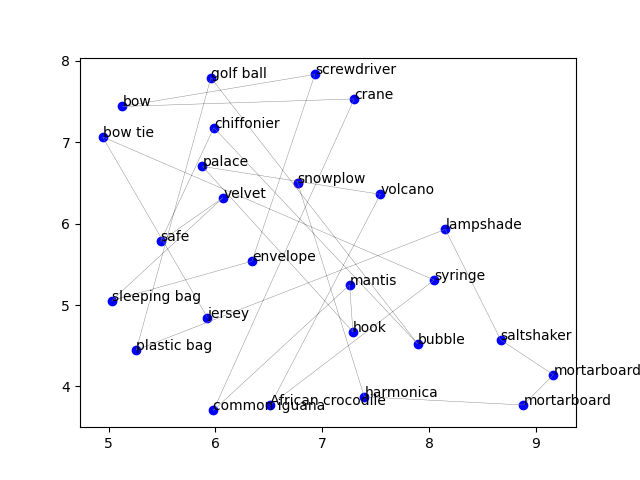 8
golf ball
screwdriver
crane
bow
chiffonier
bow tie
7
palace
snowplow
volcano
velvet
6
lampshade
safe
envelope
syringe
mantis
5
sleeping bag
jersey
hook
bubble
saltshaker
plastic bag
mortarboard
4
harmonica
African crocodile
common iguana
mortarboard
5
6
7
8
9